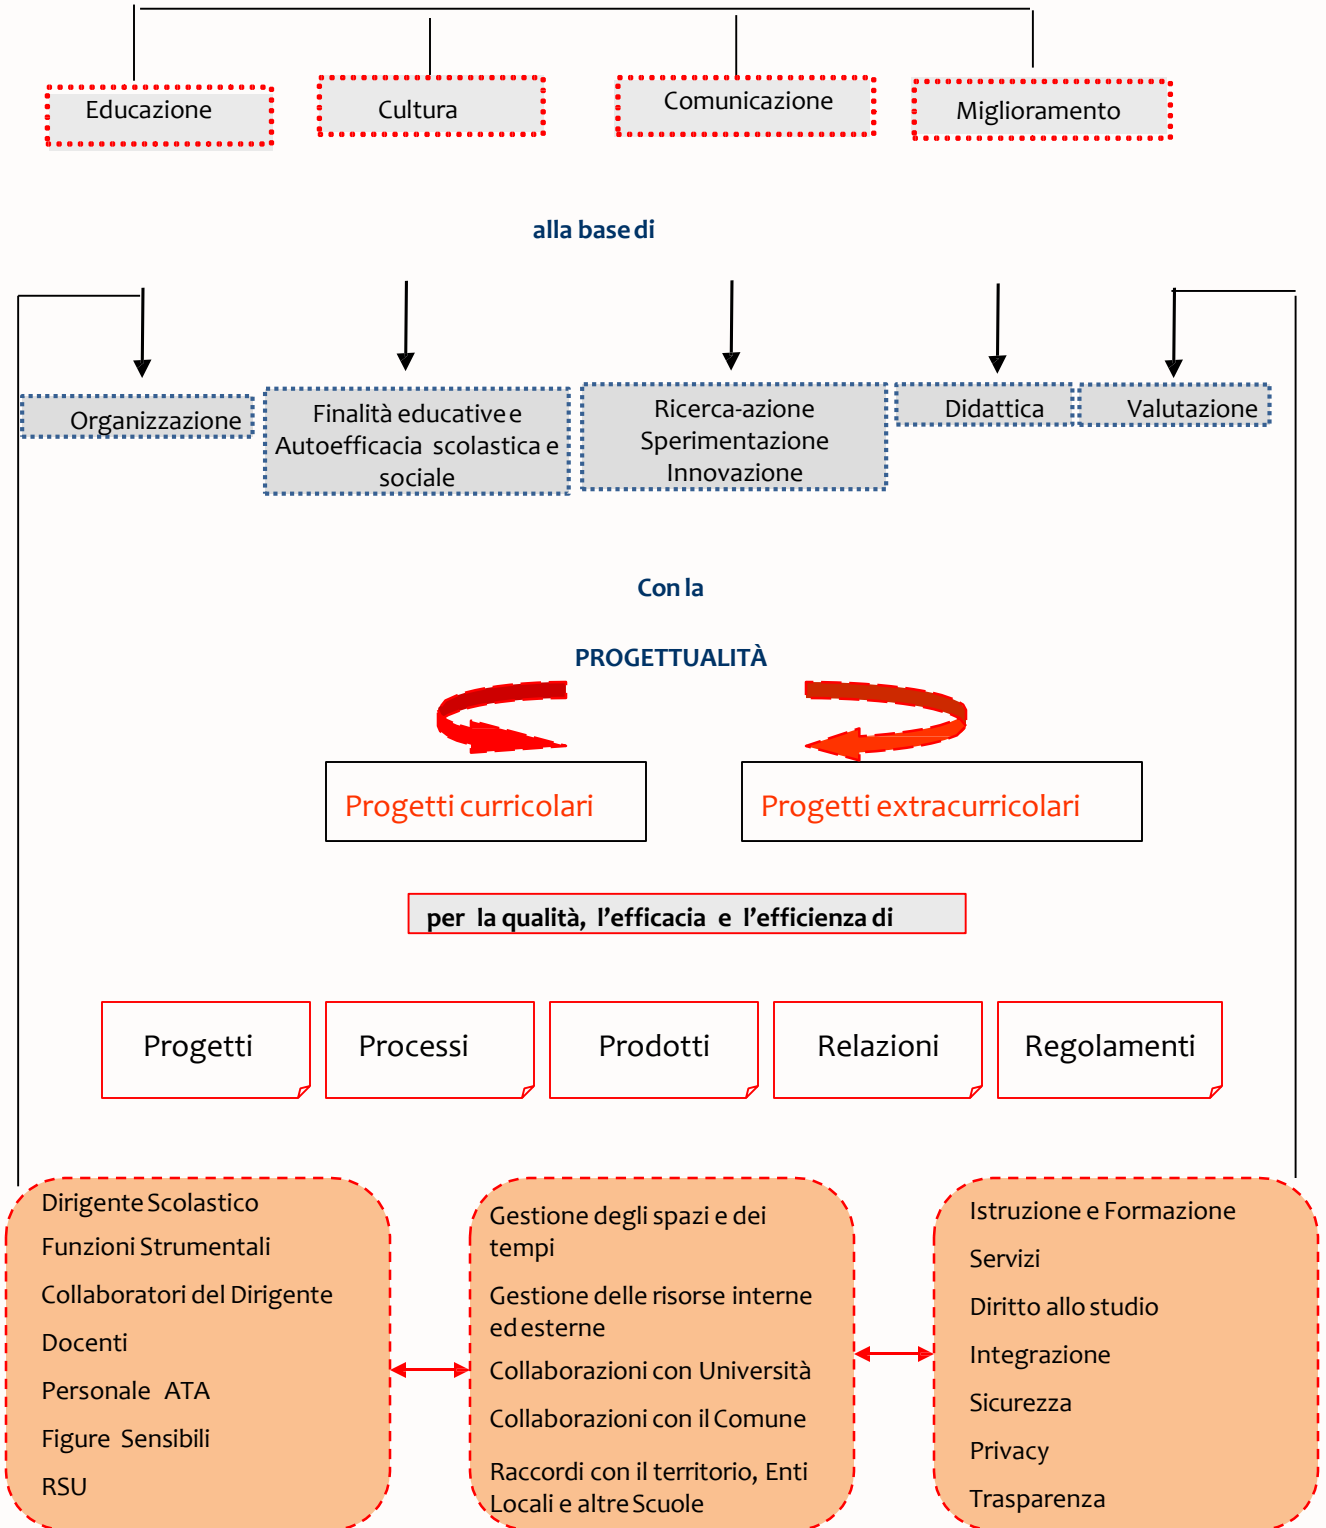 Educazione
Cultura
Comunicazione
Miglioramento
alla base di
Organizzazione
Finalità educative e
Autoefficacia scolastica e
sociale
Ricerca-azione
Sperimentazione
Innovazione
Didattica
Valutazione
Con la
PROGETTUALITÀ
Progetti curricolari
Progetti extracurricolari
per la qualità, l’efficacia e l’efficienza di
Progetti
Processi
Prodotti
Relazioni
Regolamenti
Dirigente Scolastico
Funzioni Strumentali
Collaboratori del Dirigente
Docenti
Personale ATA
Figure Sensibili
RSU
Gestione degli spazi e dei
tempi
Gestione delle risorse interne
ed esterne
Collaborazioni con Università
Collaborazioni con il Comune
Raccordi con il territorio, Enti
Locali e altre Scuole
Istruzione e Formazione
Servizi
Diritto allo studio
Integrazione
Sicurezza
Privacy
Trasparenza